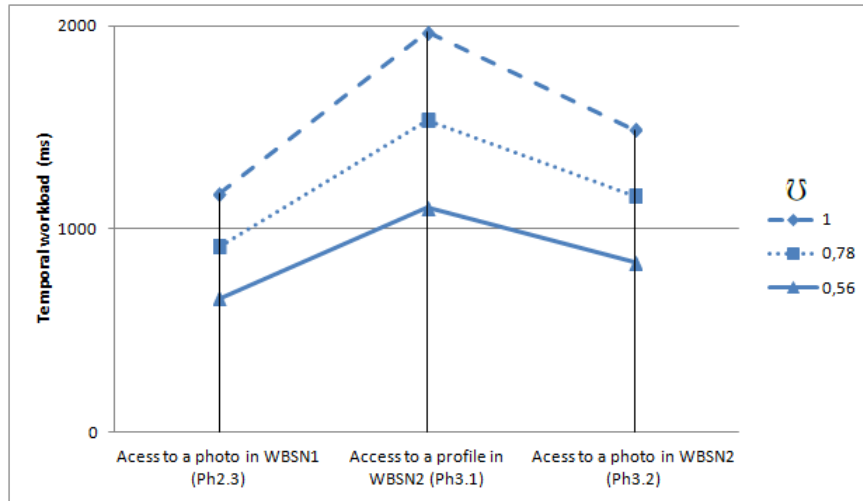 2000
1000
0
Temporal workload (ms)
Acess to a photo in WBSN1
(Ph2.3)
Access to a profile in
WBSN2 (Ph3.1)
Acess to a photo in WBSN2
(Ph3.2)
℧
1
0,78
0,56